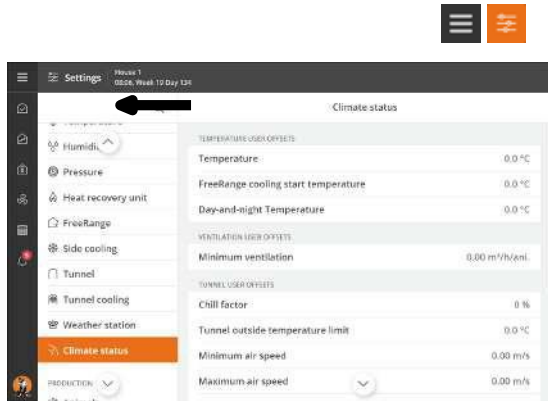 Settings
House 1
00:56, Week 19 Day 134
Climate status
Temperature
Humidi
Pressure
Heat recovery unit
FreeRange
Side cooling
Tunnel
Tunnel cooling
Weather station
Climate status
PRODUCTION
TEMPERATURE USER OFFSETS
Temperature 0.0 °C
FreeRange cooling start temperature 0.0 °C
Day-and-night Temperature 0.0 °C
VENTILATION USER OFFSETS
Minimum ventilation 0.00 m³/h/ani.
TUNNEL USER OFFSETS
Chill factor 0 %
Tunnel outside temperature limit 0.0 °C
Minimum air speed 0.00 m/s
Maximum air speed 0.00 m/s